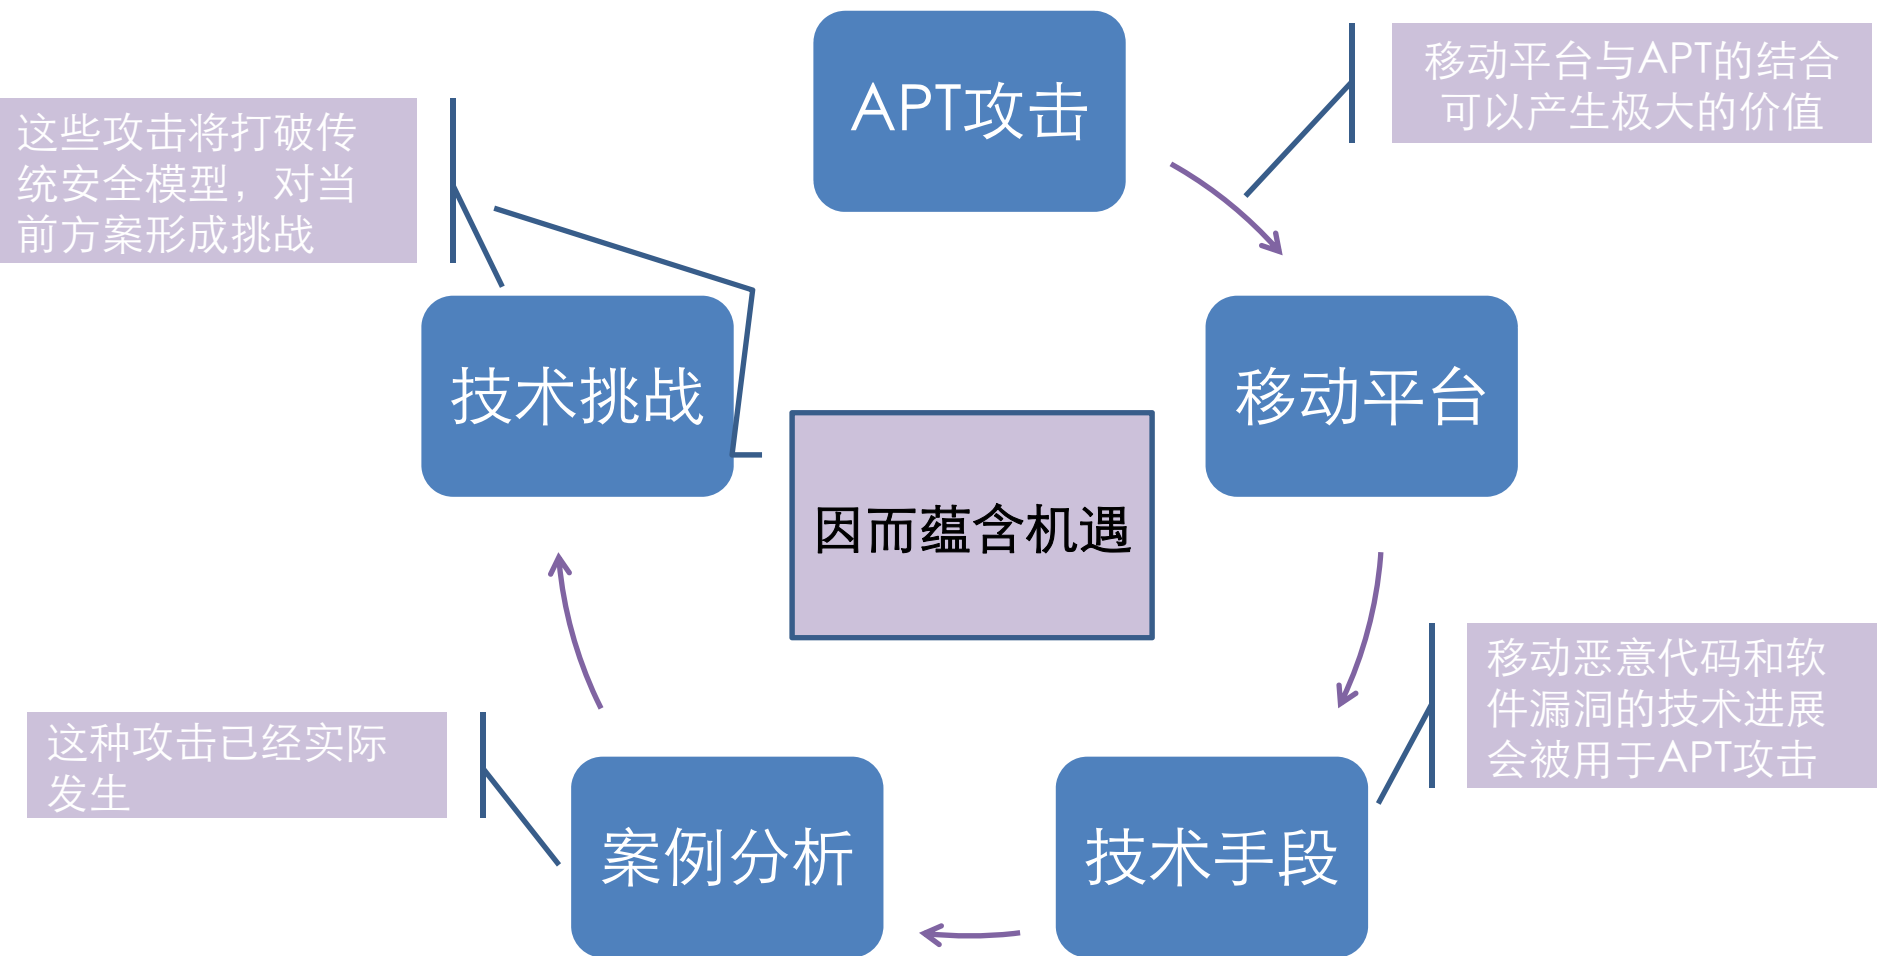 APT攻击
移动平台与APT的结合
可以产生极大的价值
这些攻击将打破传
统安全模型，对当
前方案形成挑战
技术挑战
移动平台
因而蕴含机遇
移动恶意代码和软
件漏洞的技术进展
会被用于APT攻击
这种攻击已经实际
发生
案例分析
技术手段